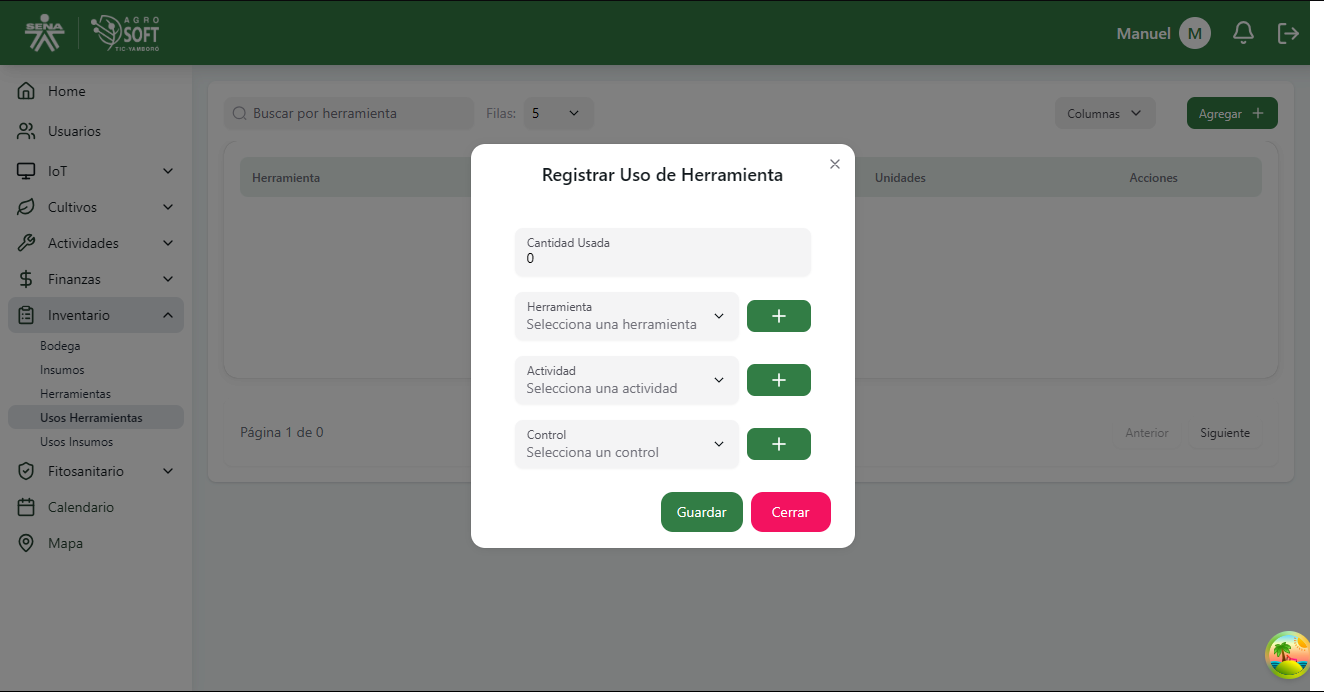 SENA
AGRO
SOFT
TIC-YAMBORÓ
Manuel M
Home
Usuarios
IoT
Cultivos
Actividades
Finanzas
Inventario
Bodega
Insumos
Herramientas
Usos Herramientas
Usos Insumos
Fitosanitario
Calendario
Mapa
Buscar por herramienta Filas: 5 Columnas Agregar
Herramienta Unidades Acciones
Página 1 de 0 Anterior Siguiente
Registrar Uso de Herramienta
Cantidad Usada
0
Herramienta
Selecciona una herramienta
Actividad
Selecciona una actividad
Control
Selecciona un control
Guardar Cerrar